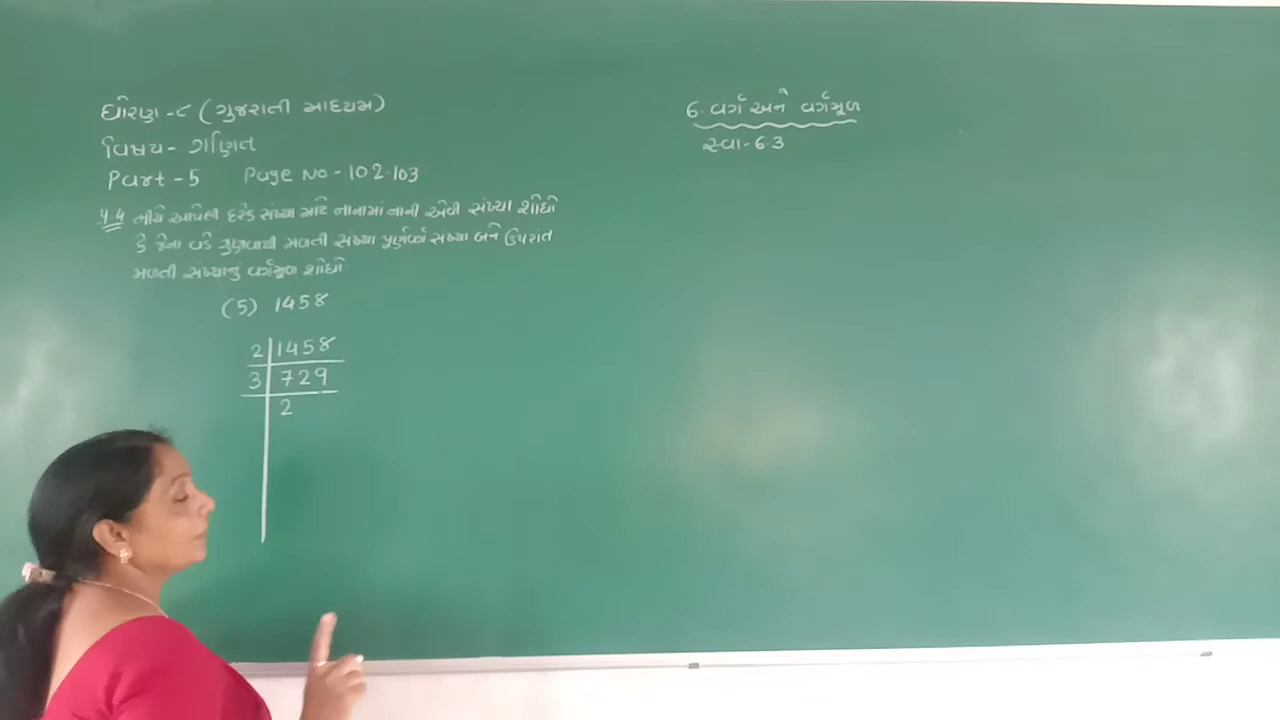 ધોરણ-૮ (ગુજરાતી માધ્યમ)
વિષય- ગણિત
Part-5 Page No-102-103
પ્ર.5 નીચે આપેલી દરેક સંખ્યા માટે નાનામાં નાની એવી સંખ્યા શોધો
કે જેના વડે ગુણવાથી મળતી સંખ્યા પૂર્ણવર્ગ સંખ્યા બને ઉપરાંત
મળતી સંખ્યાનું વર્ગમૂળ શોધો
(5) 1458
2 1458
3 729
2
6. વર્ગ અને વર્ગમૂળ
સ્વા-6.3